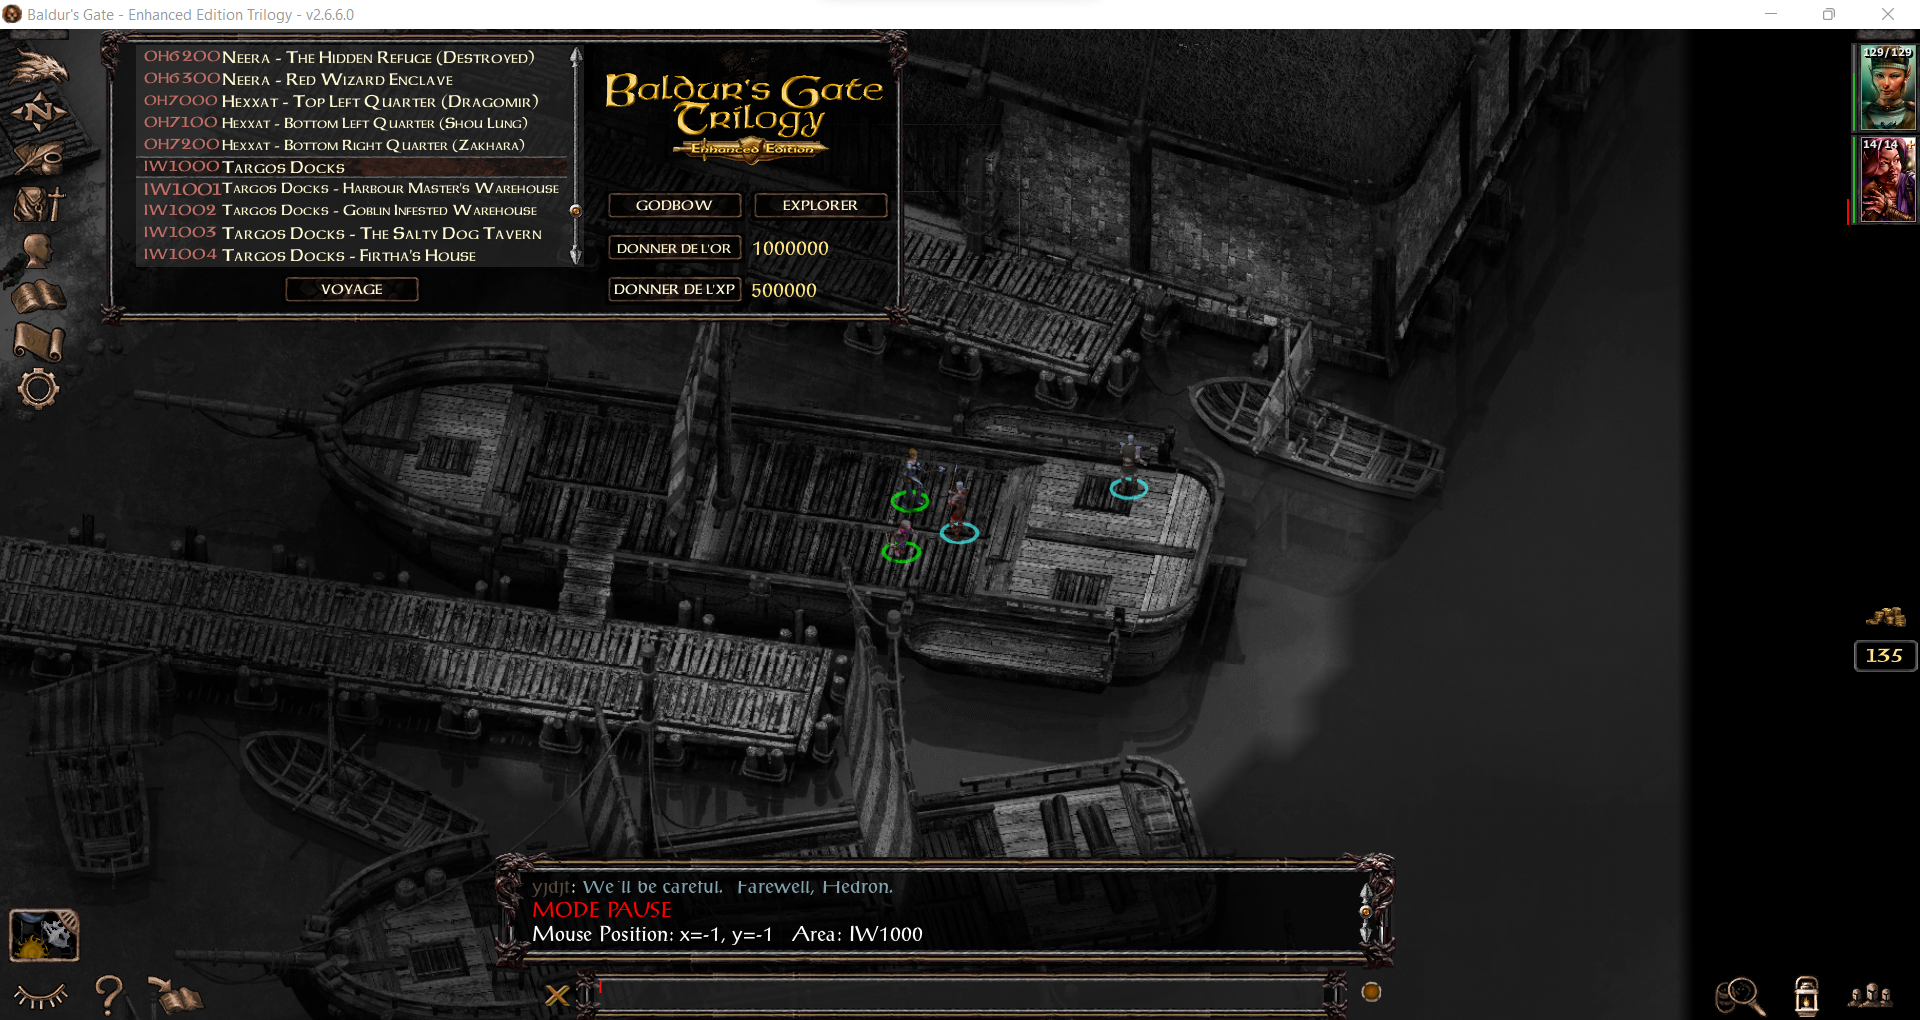 Baldur's Gate - Enhanced Edition Trilogy - v2.6.6.0
OH6200 Neera - The Hidden Refuge (Destroyed)
OH6300 Neera - Red Wizard Enclave
OH7000 Hexxat - Top Left Quarter (Dragomir)
OH7100 Hexxat - Bottom Left Quarter (Shou Lung)
OH7200 Hexxat - Bottom Right Quarter (Zakhara)
IW1000 Targos Docks
IW1001 Targos Docks - Harbour Master's Warehouse
IW1002 Targos Docks - Goblin Infested Warehouse
IW1003 Targos Docks - The Salty Dog Tavern
IW1004 Targos Docks - Firtha's House
VOYAGE
Baldur's Gate
Trilogy
Enhanced Edition
GODBOW
EXPLORER
DONNER DE L'OR
1000000
DONNER DE L'XP
500000
129/129
14/14
N
135
yjdjf: We'll be careful. Farewell, Hedron.
MODE PAUSE
Mouse Position: x=-1, y=-1 Area: IW1000